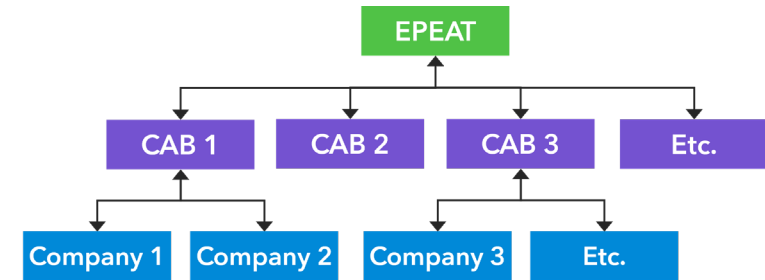 EPEAT
CAB 1
CAB 2
CAB 3
Etc.
Company 1
Company 2
Company 3
Etc.